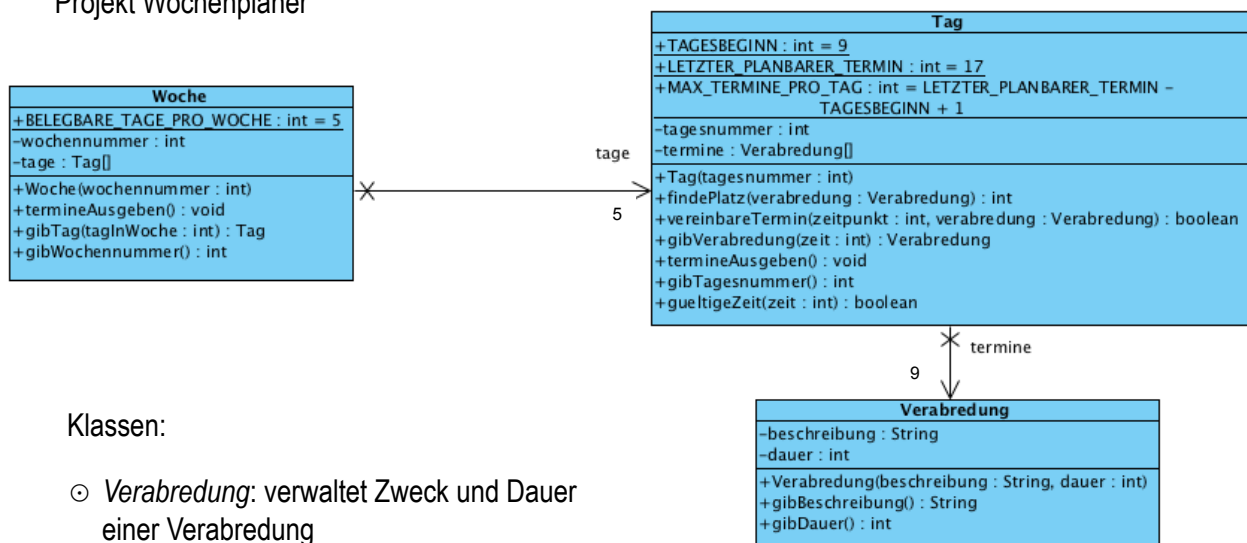 Projekt Wochenplaner
Tag
+TAGESBEGINN : int = 9
+LETZTER_PLANBARER_TERMIN : int = 17
+MAX_TERMINE_PRO_TAG : int = LETZTER_PLANBARER_TERMIN –
TAGESBEGINN + 1
-tagesnummer : int
-termine : Verabredung[]
+Tag(tagesnummer : int)
+findePlatz(verabredung : Verabredung) : int
+vereinbareTermin(zeitpunkt : int, verabredung : Verabredung) : boolean
+gibVerabredung(zeit : int) : Verabredung
+termineAusgeben() : void
+gibTagesnummer() : int
+gueltigeZeit(zeit : int) : boolean
Woche
+BELEGBARE_TAGE_PRO_WOCHE : int = 5
-wochennummer : int
-tage : Tag[]
+Woche(wochennummer : int)
+termineAusgeben() : void
+gibTag(tagInWoche : int) : Tag
+gibWochennummer() : int
tage
5
termine
9
Verabredung
-beschreibung : String
-dauer : int
+Verabredung(beschreibung : String, dauer : int)
+gibBeschreibung() : String
+gibDauer() : int
Klassen:
⊙ Verabredung: verwaltet Zweck und Dauer
einer Verabredung